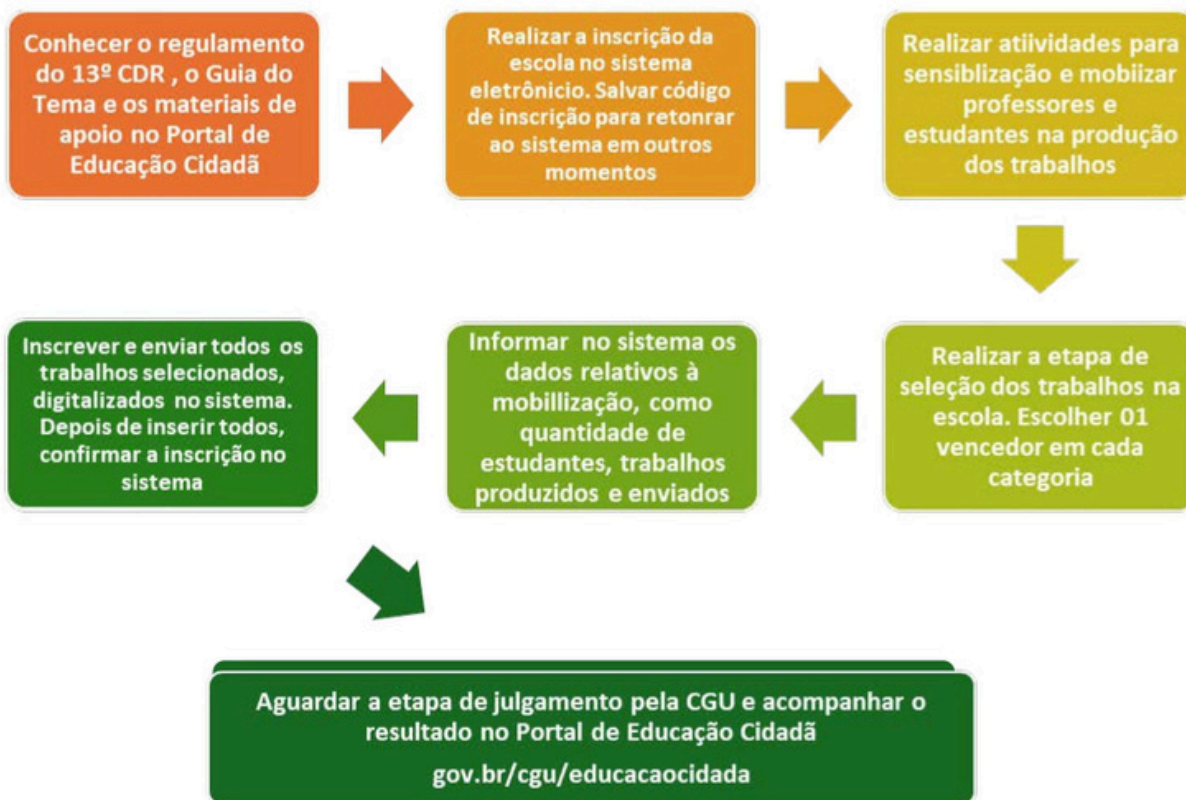 Conhecer o regulamento
do 13º CDR , o Guia do
Tema e os materiais de
apoio no Portal de
Educação Cidadã
Realizar a inscrição da
escola no sistema
eletrônicio. Salvar código
de inscrição para retonrar
ao sistema em outros
momentos
Realizar atiividades para
sensiblização e mobiizar
professores e
estudantes na produção
dos trabalhos
Realizar a etapa de
seleção dos trabalhos na
escola. Escolher 01
vencedor em cada
categoria
Informar no sistema os
dados relativos à
mobillização, como
quantidade de
estudantes, trabalhos
produzidos e enviados
Inscrever e enviar todos os
trabalhos selecionados,
digitalizados no sistema.
Depois de inserir todos,
confirmar a inscrição no
sistema
Aguardar a etapa de julgamento pela CGU e acompanhar o
resultado no Portal de Educação Cidadã
gov.br/cgu/educacaocidada